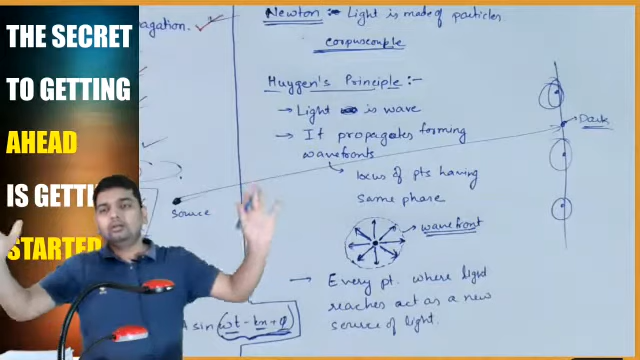 THE SECRET
TO GETTING
AHEAD
IS GETTI
STARTED
agation.
Newton :- Light is made of particles.
corpuscouple
Huygen's Principle :-
→ Light is wave
→ It propagates forming
wavefronts
locus of pts having
same phase
wavefront
→ Every pt. where light
reaches act as a new
source of light.
Source
Dark
A sin (ωt - kx + φ)